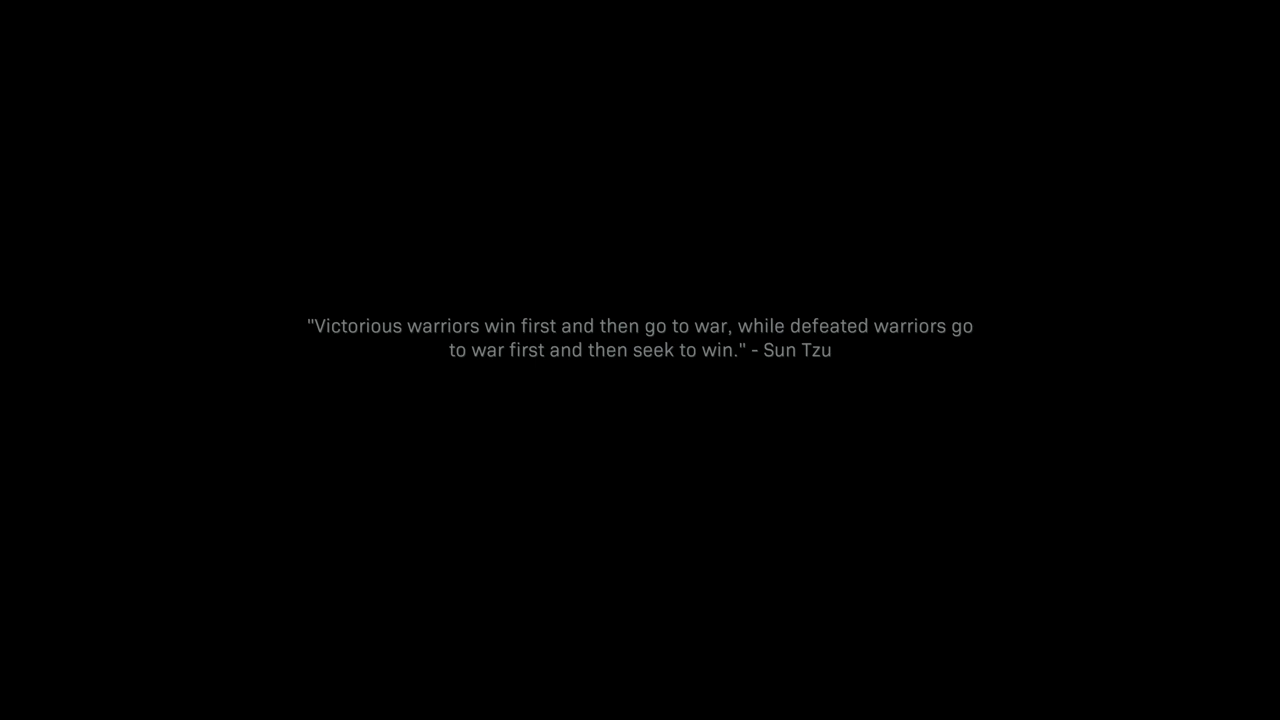 "Victorious warriors win first and then go to war, while defeated warriors go
to war first and then seek to win." - Sun Tzu